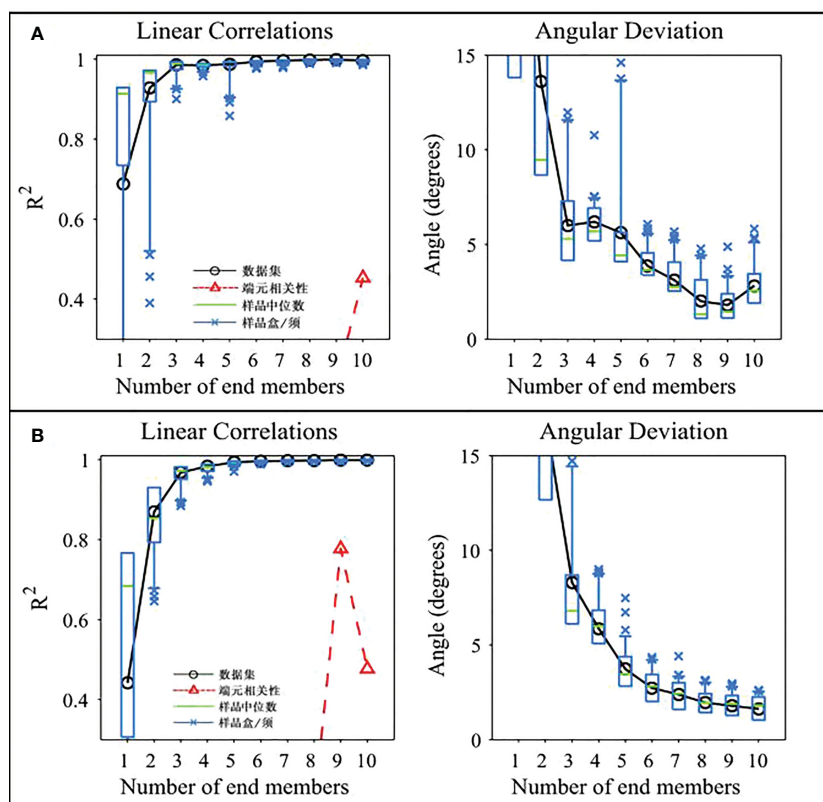 A
Linear Correlations
Angular Deviation
1
0.8
0.6
0.4
R²
数据集
端元相关性
样品中位数
样品盒/须
1 2 3 4 5 6 7 8 9 10
Number of end members
15
10
5
0
Angle (degrees)
1 2 3 4 5 6 7 8 9 10
Number of end members
B
Linear Correlations
Angular Deviation
1
0.8
0.6
0.4
R²
数据集
端元相关性
样品中位数
样品盒/须
1 2 3 4 5 6 7 8 9 10
Number of end members
15
10
5
0
Angle (degrees)
1 2 3 4 5 6 7 8 9 10
Number of end members